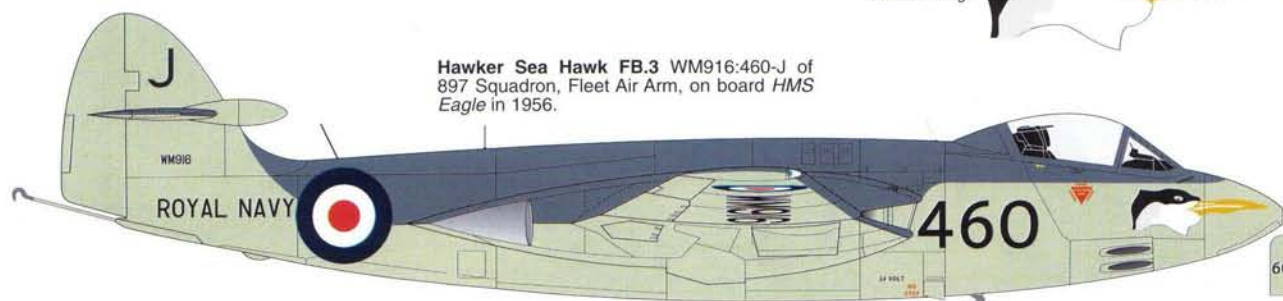 J
Hawker Sea Hawk FB.3 WM916:460-J of
897 Squadron, Fleet Air Arm, on board HMS
Eagle in 1956.
WM916
ROYAL NAVY
460
24 VOLT